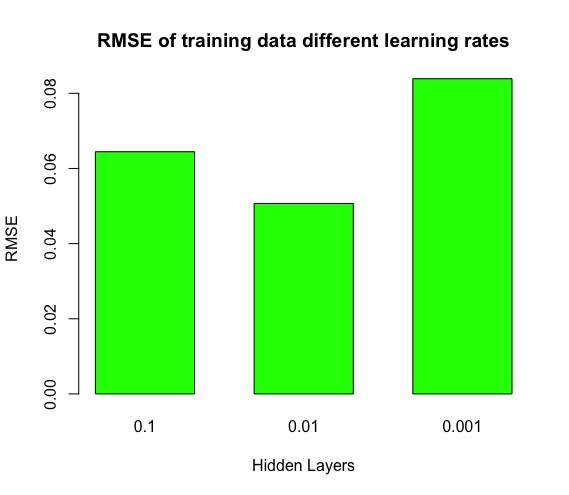 RMSE of training data different learning rates
RMSE
0.08
0.06
0.04
0.02
0.00
0.1 0.01 0.001
Hidden Layers